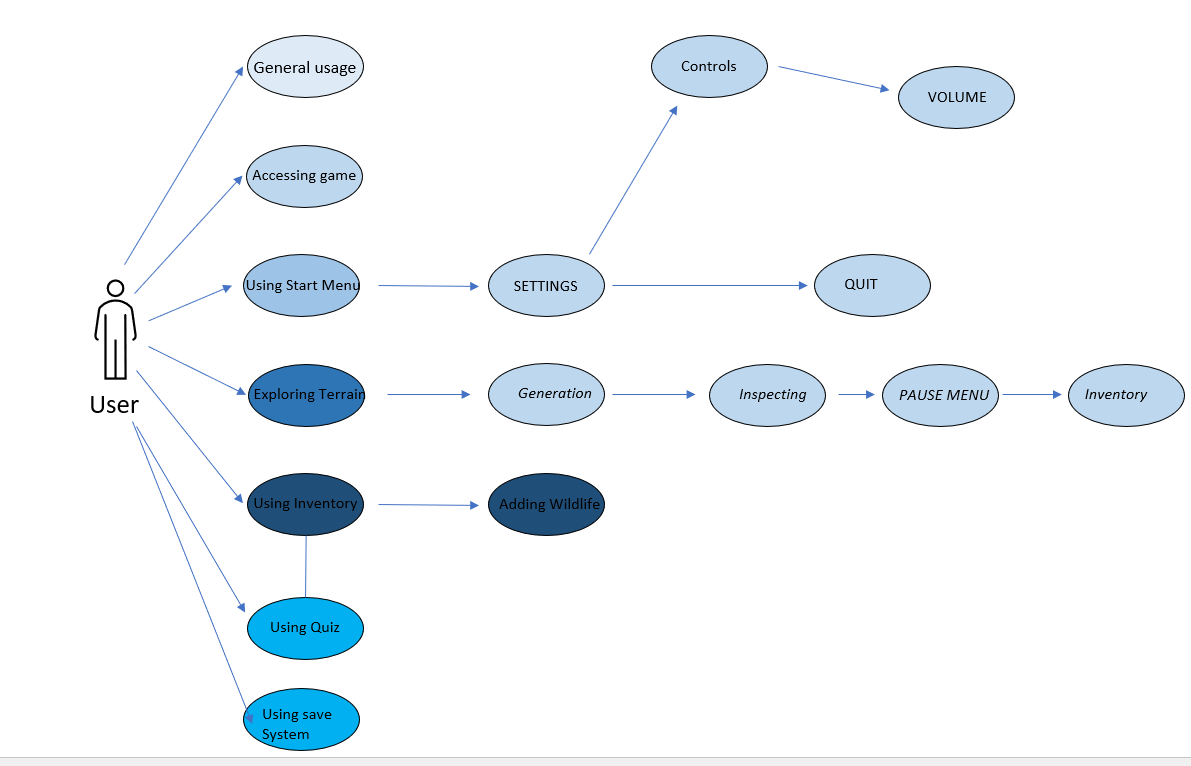 General usage
Controls
VOLUME
Accessing game
Using Start Menu
SETTINGS
QUIT
User
Exploring Terrain
Generation
Inspecting
PAUSE MENU
Inventory
Using Inventory
Adding Wildlife
Using Quiz
Using save
System